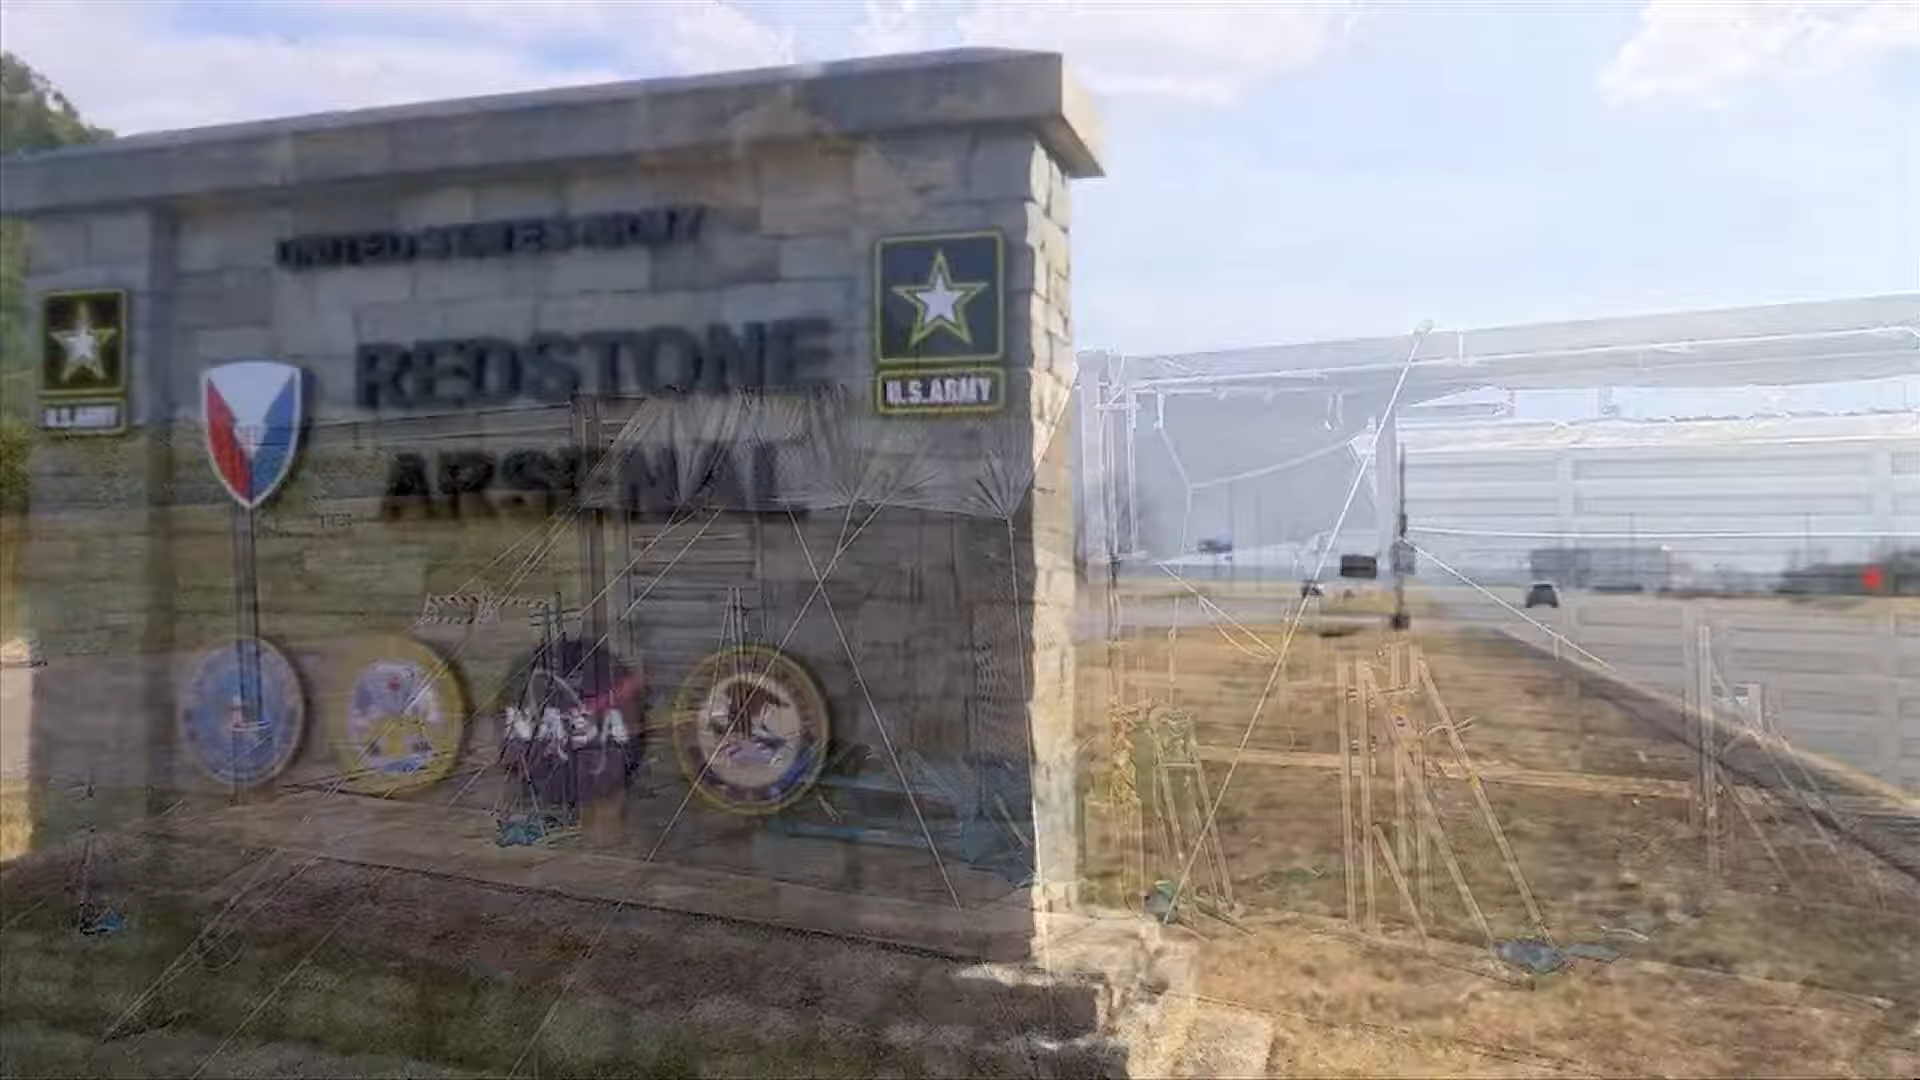 UNITED STATES ARMY
REDSTONE
ARSENAL
U.S.ARMY
U.S.ARMY
NASA